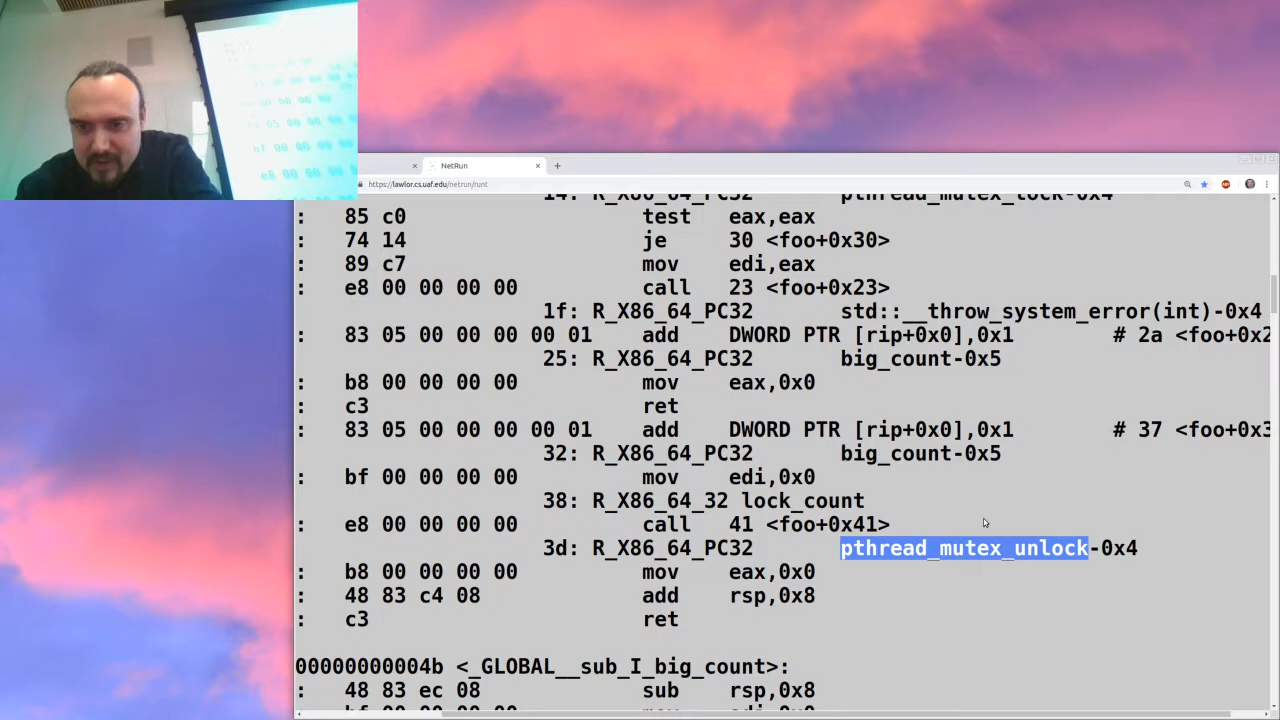 NetRun
https://lawlor.cs.uaf.edu/netrun/runt
14: R_X86_64_PC32 pthread_mutex_lock-0x4
: 85 c0 test eax,eax
: 74 14 je 30 <foo+0x30>
: 89 c7 mov edi,eax
: e8 00 00 00 00 call 23 <foo+0x23>
1f: R_X86_64_PC32 std::__throw_system_error(int)-0x4
: 83 05 00 00 00 00 01 add DWORD PTR [rip+0x0],0x1 # 2a <foo+0x2
25: R_X86_64_PC32 big_count-0x5
: b8 00 00 00 00 mov eax,0x0
: c3 ret
: 83 05 00 00 00 00 01 add DWORD PTR [rip+0x0],0x1 # 37 <foo+0x3
32: R_X86_64_PC32 big_count-0x5
: bf 00 00 00 00 mov edi,0x0
38: R_X86_64_32 lock_count
: e8 00 00 00 00 call 41 <foo+0x41>
3d: R_X86_64_PC32 pthread_mutex_unlock-0x4
: b8 00 00 00 00 mov eax,0x0
: 48 83 c4 08 add rsp,0x8
: c3 ret
00000000004b <_GLOBAL__sub_I_big_count>:
: 48 83 ec 08 sub rsp,0x8